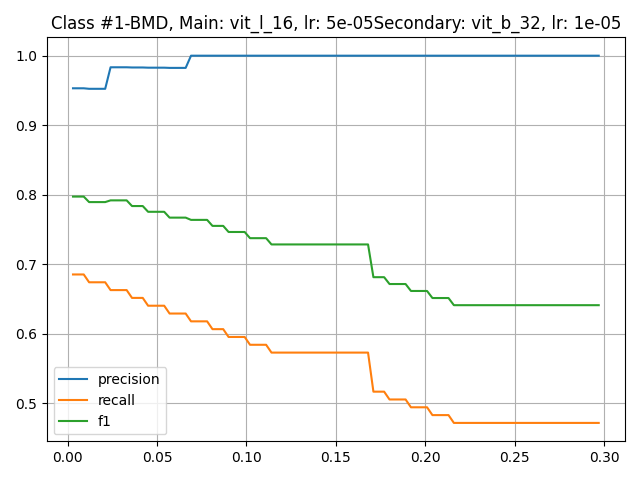 Class #1-BMD, Main: vit_l_16, lr: 5e-05Secondary: vit_b_32, lr: 1e-05
1.0
0.9
0.8
0.7
0.6
0.5
precision
recall
f1
0.00 0.05 0.10 0.15 0.20 0.25 0.30